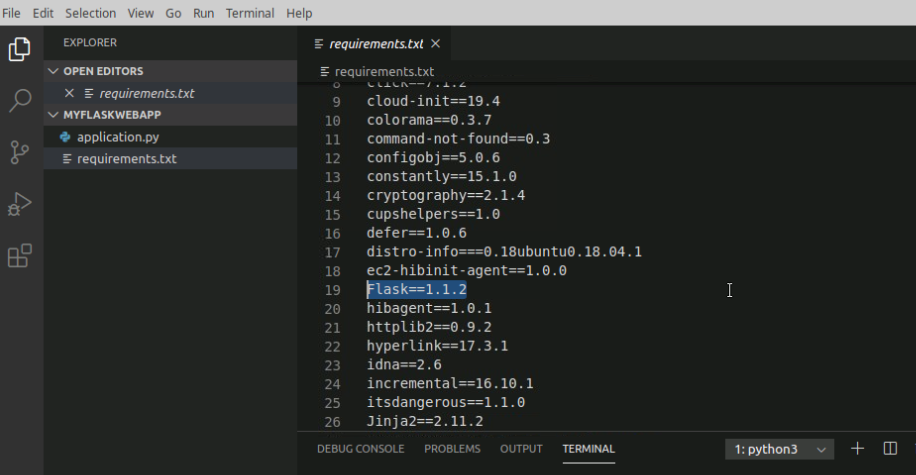 File Edit Selection View Go Run Terminal Help
EXPLORER
OPEN EDITORS
requirements.txt
MYFLASKWEBAPP
application.py
requirements.txt
requirements.txt
requirements.txt
8 click==7.1.2
9 cloud-init==19.4
10 colorama==0.3.7
11 command-not-found==0.3
12 configobj==5.0.6
13 constantly==15.1.0
14 cryptography==2.1.4
15 cupshelpers==1.0
16 defer==1.0.6
17 distro-info===0.18ubuntu0.18.04.1
18 ec2-hibinit-agent==1.0.0
19 Flask==1.1.2
20 hibagent==1.0.1
21 httplib2==0.9.2
22 hyperlink==17.3.1
23 idna==2.6
24 incremental==16.10.1
25 itsdangerous==1.1.0
26 Jinja2==2.11.2
DEBUG CONSOLE PROBLEMS OUTPUT TERMINAL 1: python3